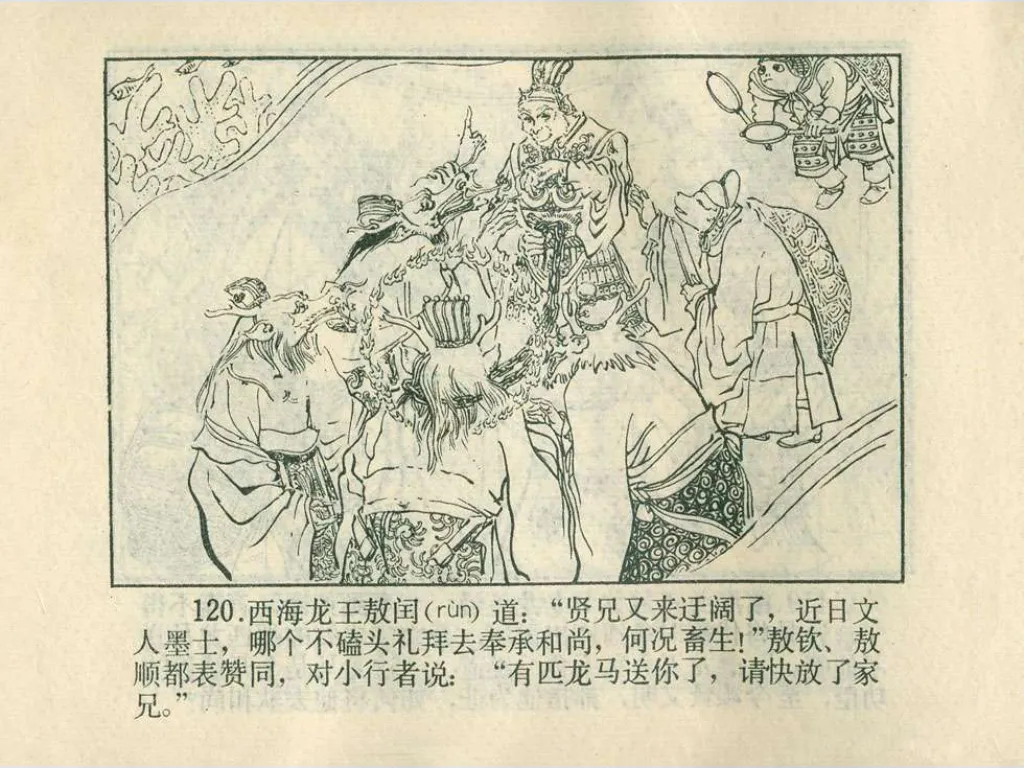 120.西海龙王敖闰(rùn)道：“贤兄又来迂阔了，近日文
人墨士，哪个不磕头礼拜去奉承和尚，何况畜生！”敖钦、敖
顺都表赞同，对小行者说：“有匹龙马送你了，请快放了家
兄。”